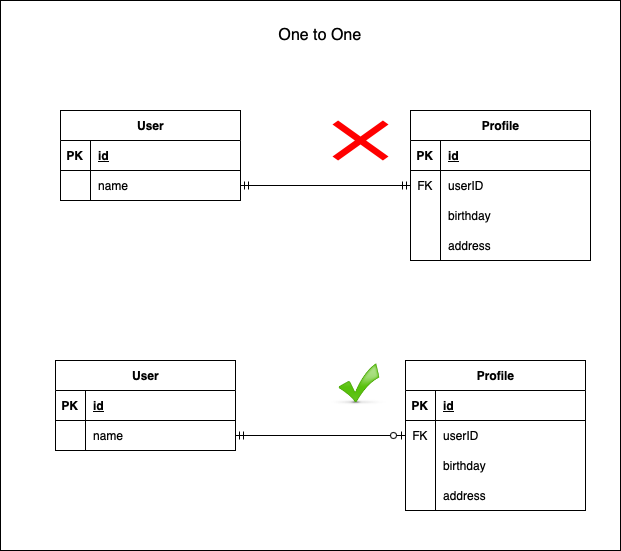 One to One
User
PK id
name
Profile
PK id
FK userID
birthday
address
User
PK id
name
Profile
PK id
FK userID
birthday
address